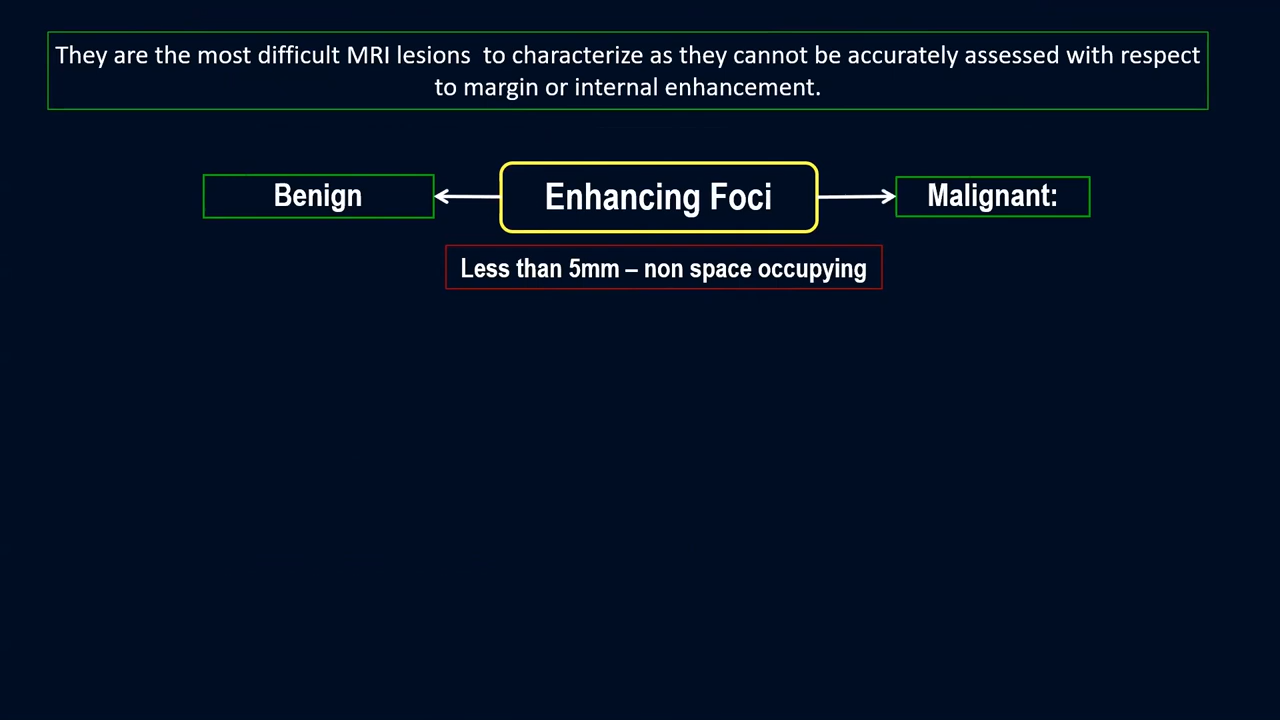 They are the most difficult MRI lesions  to characterize as they cannot be accurately assessed with respect
to margin or internal enhancement.
Benign
Enhancing Foci
Malignant:
Less than 5mm – non space occupying